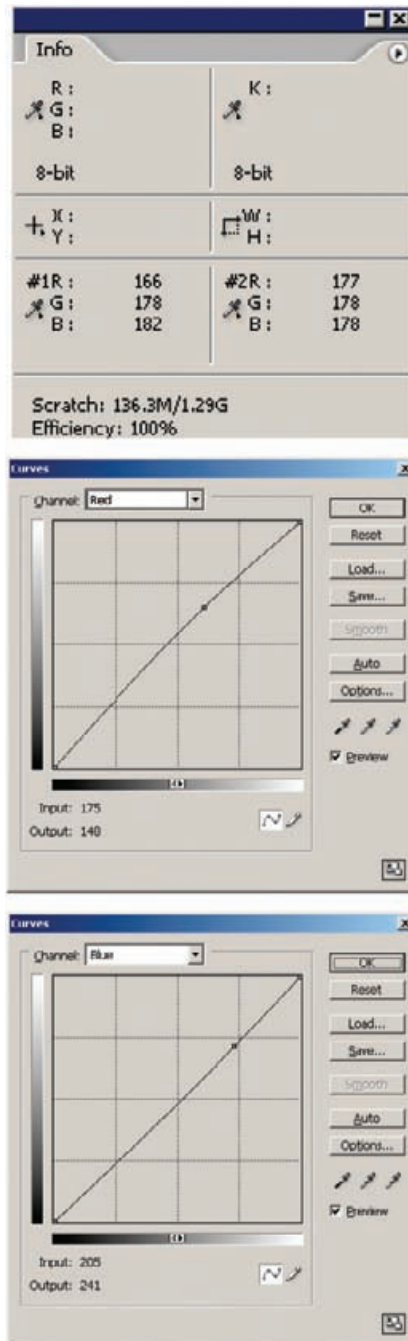 Info
R :
G :
B :
K :
8-bit
8-bit
X :
Y :
W :
H :
#1R : 166
G : 178
B : 182
#2R : 177
G : 178
B : 178
Scratch: 136.3M/1.29G
Efficiency: 100%
Curves
Channel: Red
OK
Reset
Load...
Save...
Smooth
Auto
Options...
Preview
Input: 175
Output: 140
Curves
Channel: Blue
OK
Reset
Load...
Save...
Smooth
Auto
Options...
Preview
Input: 205
Output: 241